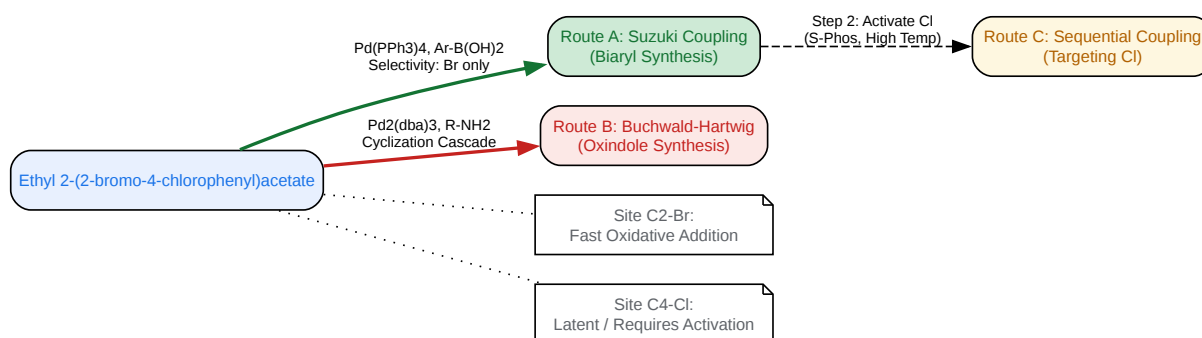 Pd(PPh3)4, Ar-B(OH)2
Selectivity: Br only
Route A: Suzuki Coupling
(Biaryl Synthesis)
Step 2: Activate Cl
(S-Phos, High Temp)
Route C: Sequential Coupling
(Targeting Cl)
Pd2(dba)3, R-NH2
Cyclization Cascade
Route B: Buchwald-Hartwig
(Oxindole Synthesis)
Ethyl 2-(2-bromo-4-chlorophenyl)acetate
Site C2-Br:
Fast Oxidative Addition
Site C4-Cl:
Latent / Requires Activation